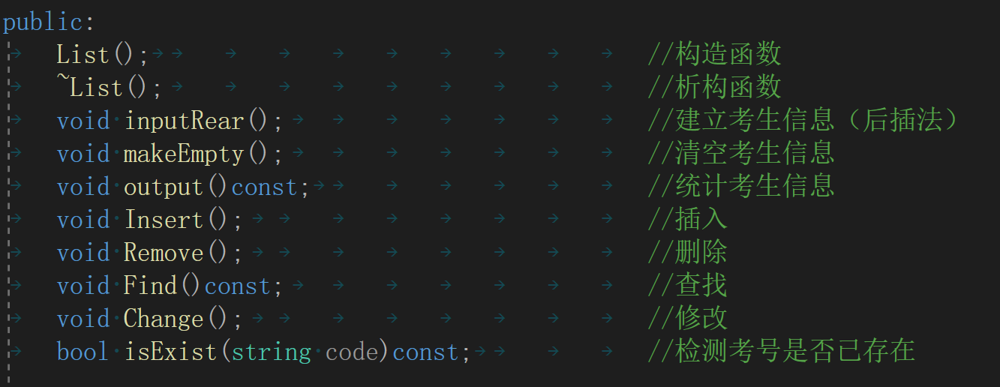 public:
List(); //构造函数
~List(); //析构函数
void inputRear(); //建立考生信息（后插法）
void makeEmpty(); //清空考生信息
void output()const; //统计考生信息
void Insert(); //插入
void Remove(); //删除
void Find()const; //查找
void Change(); //修改
bool isExist(string code)const; //检测考号是否已存在